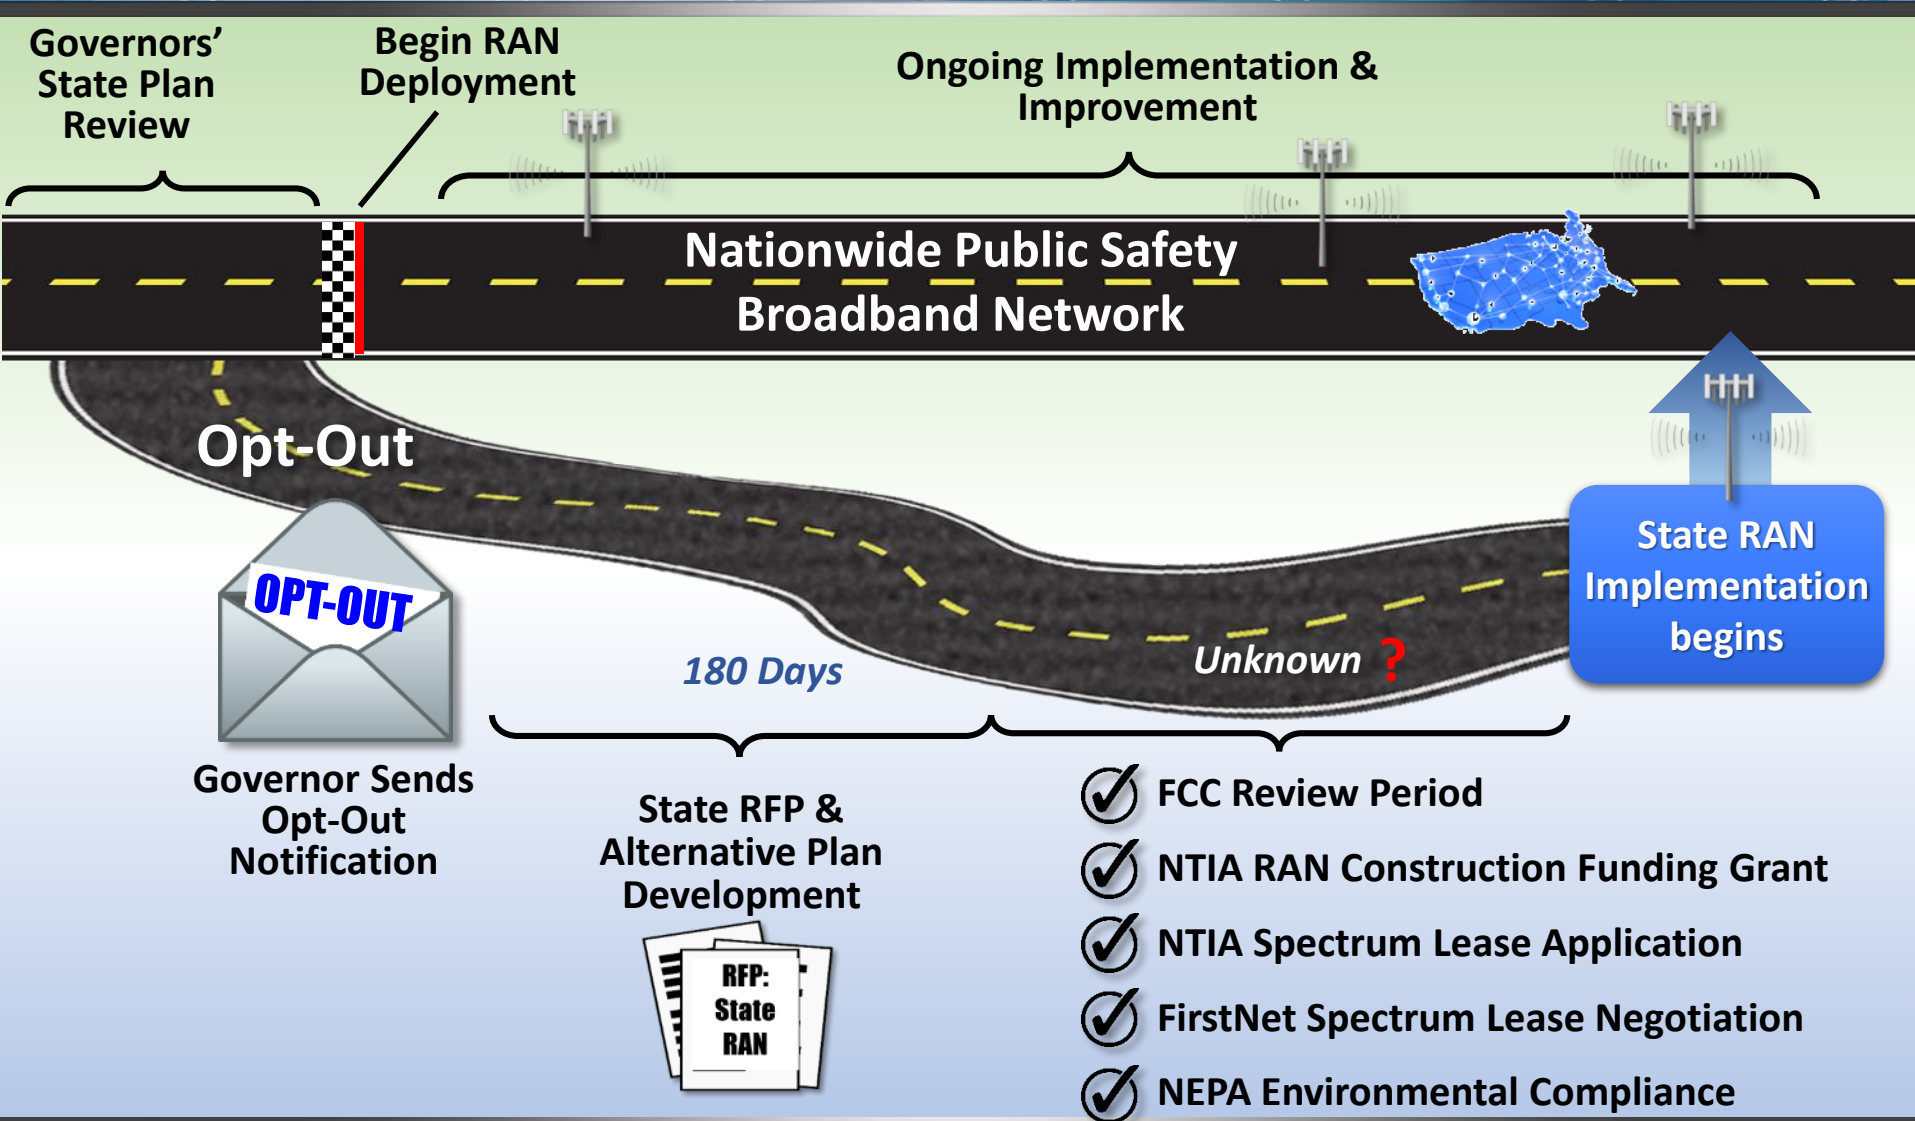 Governors’
State Plan
Review
Begin RAN
Deployment
Ongoing Implementation &
Improvement
Nationwide Public Safety
Broadband Network
Opt-Out
OPT-OUT
Governor Sends
Opt-Out
Notification
180 Days
State RFP &
Alternative Plan
Development
RFP:
State
RAN
Unknown ?
State RAN
Implementation
begins
FCC Review Period
NTIA RAN Construction Funding Grant
NTIA Spectrum Lease Application
FirstNet Spectrum Lease Negotiation
NEPA Environmental Compliance